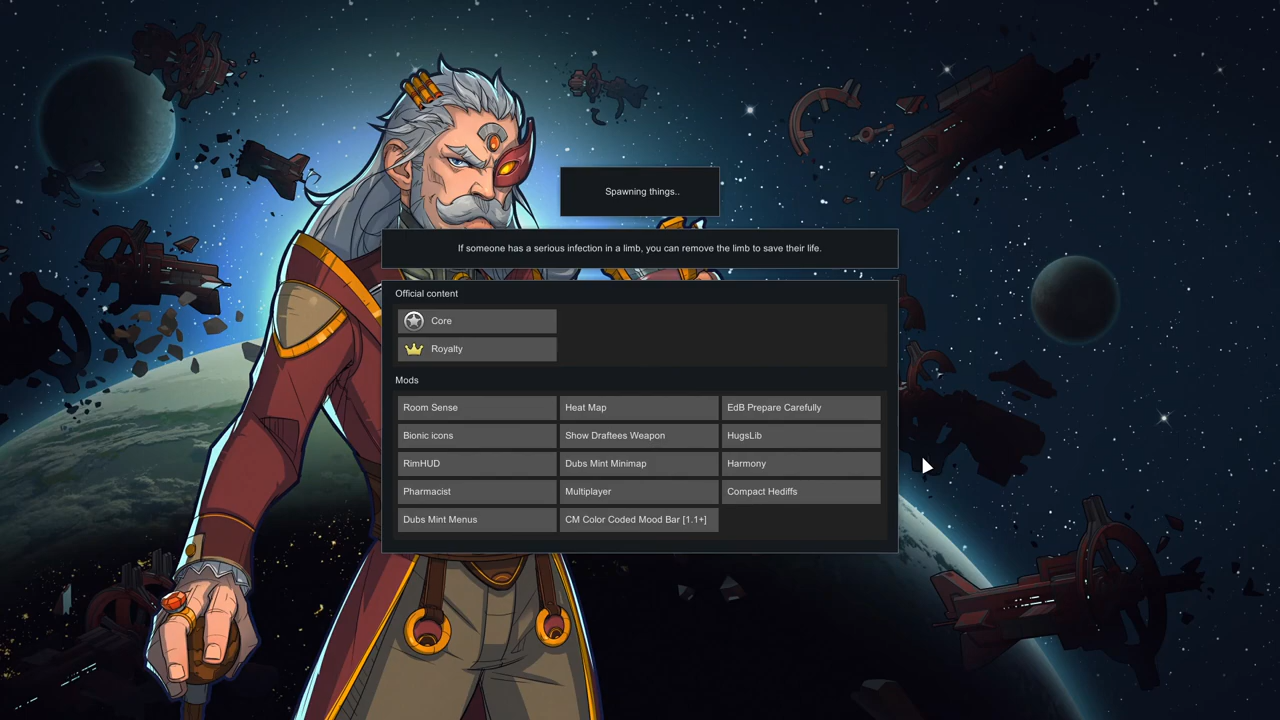 Spawning things..
If someone has a serious infection in a limb, you can remove the limb to save their life.
Official content
Core
Royalty
Mods
Room Sense
Heat Map
EdB Prepare Carefully
Bionic icons
Show Draftees Weapon
HugsLib
RimHUD
Dubs Mint Minimap
Harmony
Pharmacist
Multiplayer
Compact Hediffs
Dubs Mint Menus
CM Color Coded Mood Bar [1.1+]